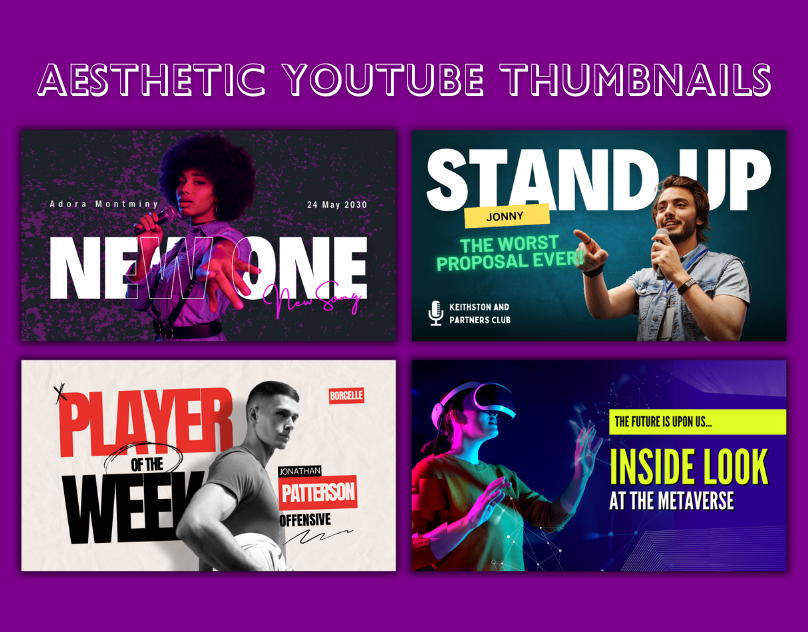 AESTHETIC YOUTUBE THUMBNAILS
Adora Montminy
24 May 2030
NEW ONE
New Song
STAND UP
JONNY
THE WORST
PROPOSAL EVER!
KEITHSTON AND
PARTNERS CLUB
X
PLAYER
OF THE
WEEK
BORCELLE
JONATHAN
PATTERSON
OFFENSIVE
THE FUTURE IS UPON US...
INSIDE LOOK
AT THE METAVERSE